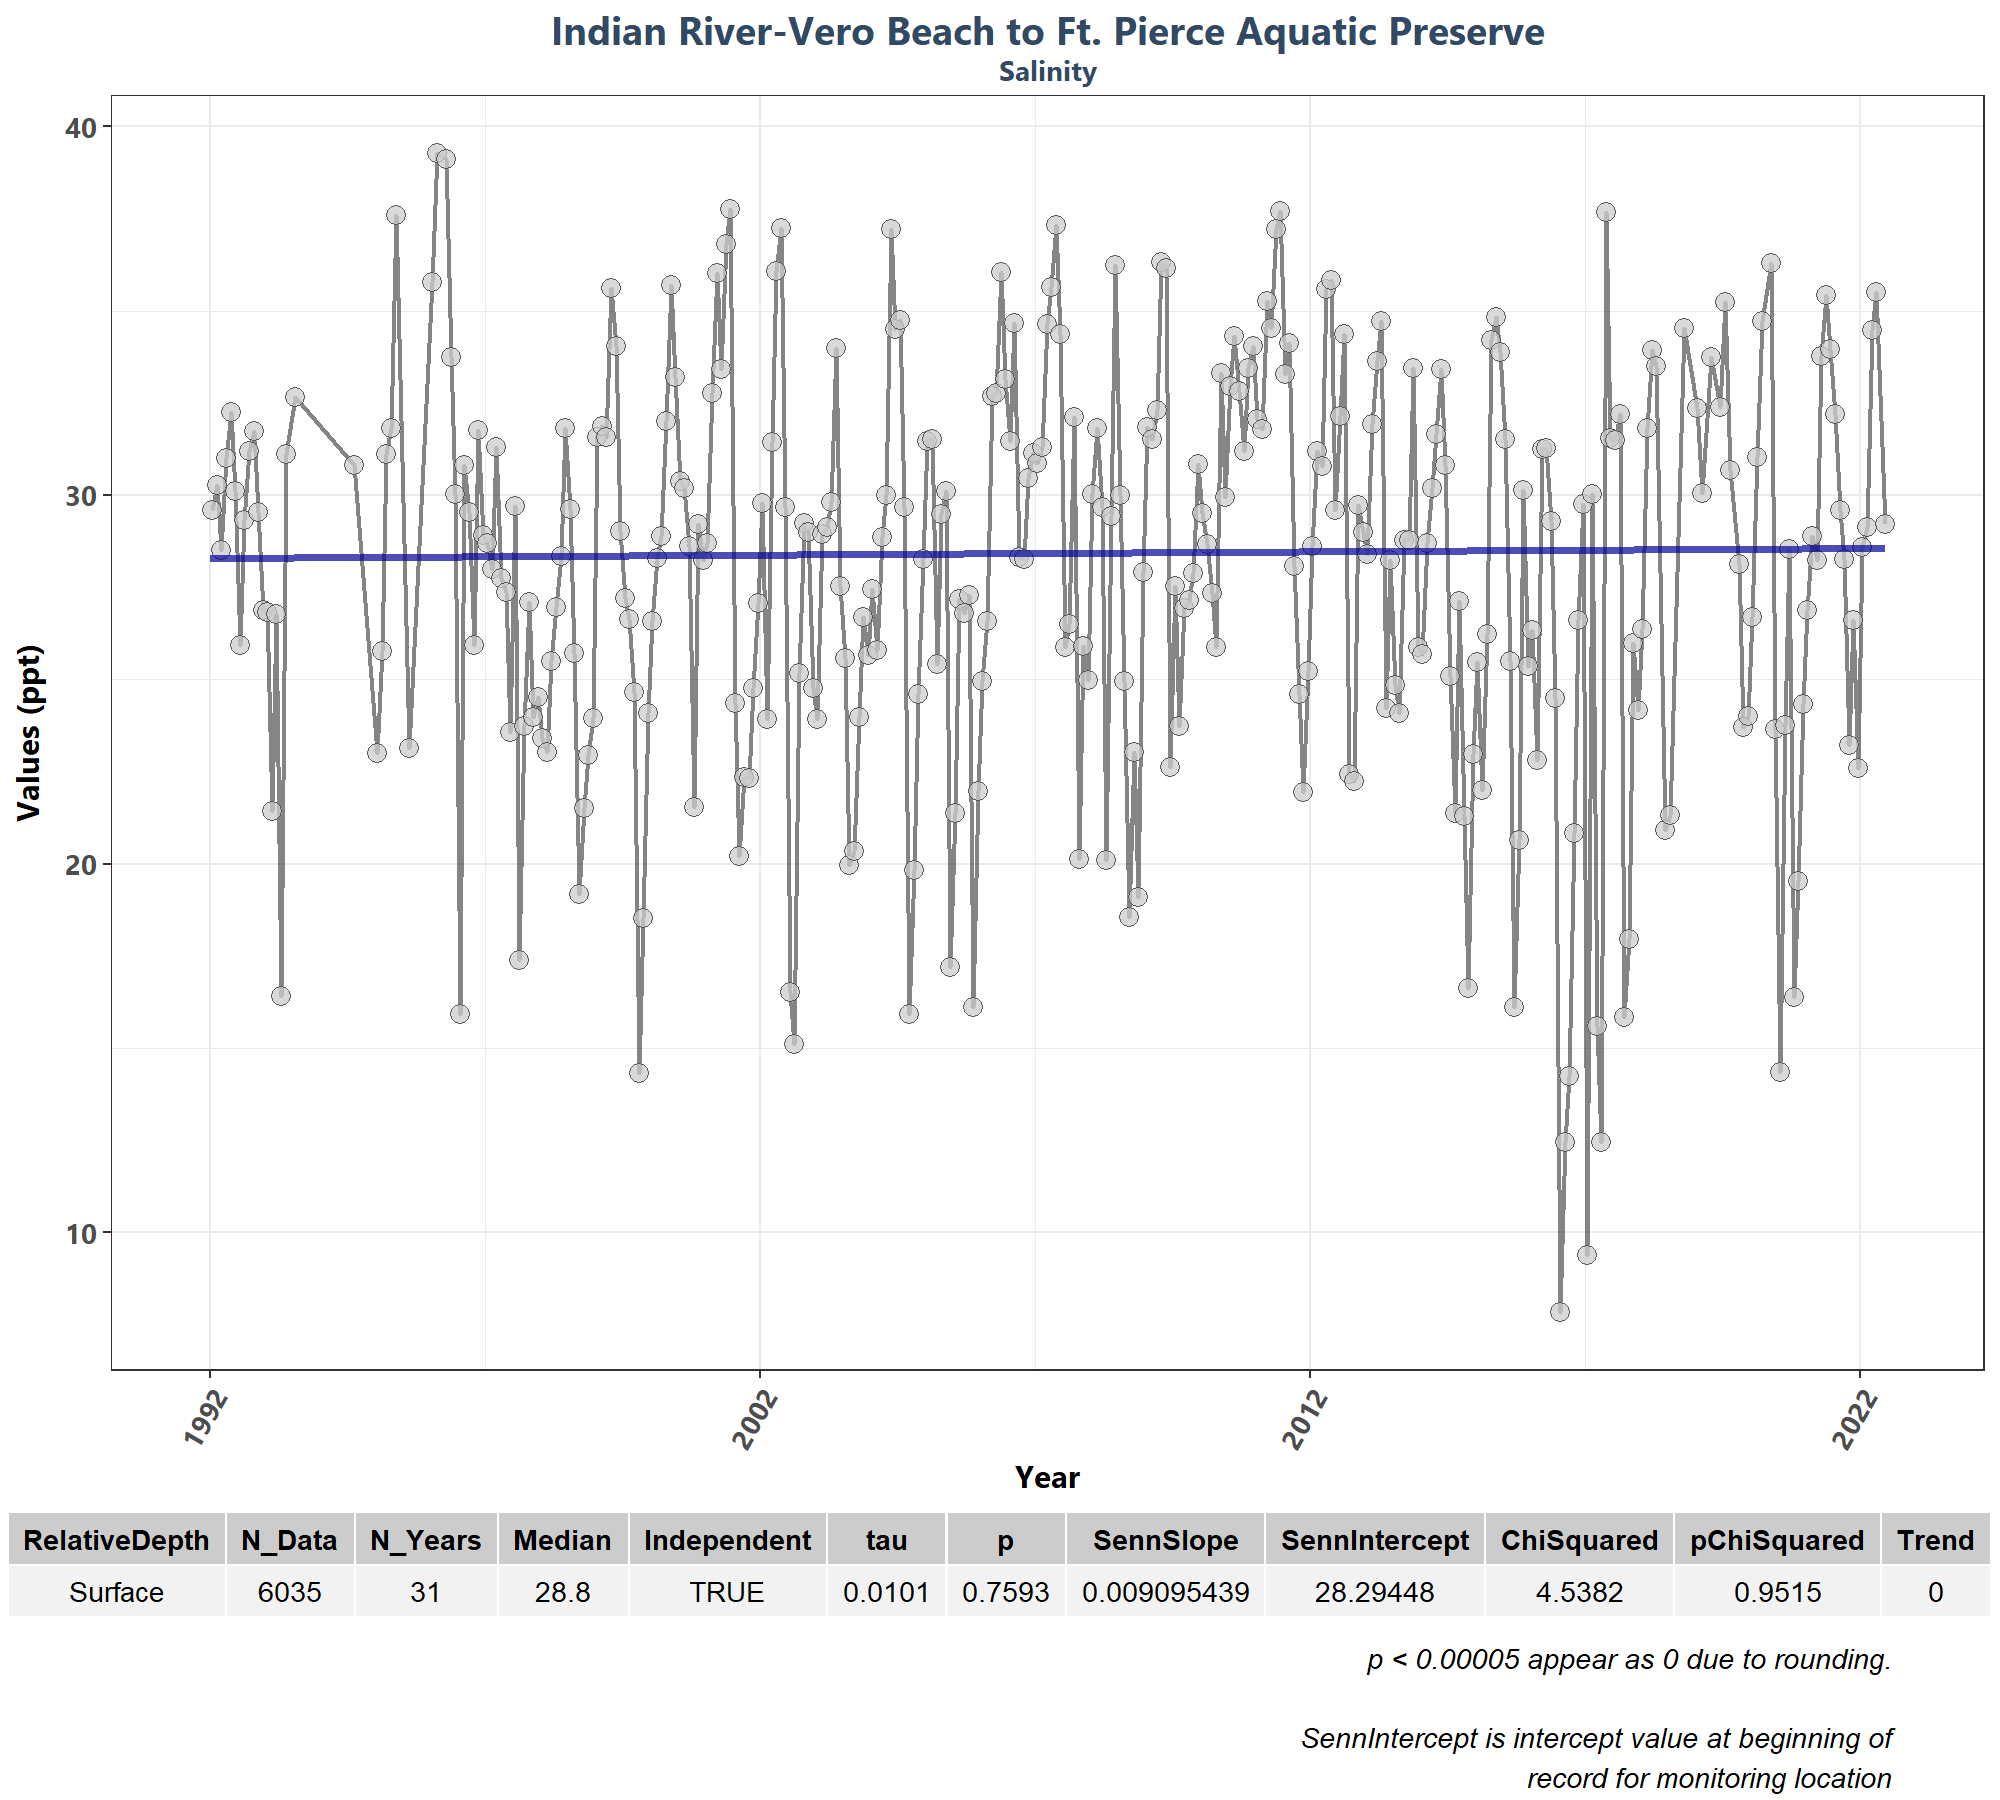 Indian River-Vero Beach to Ft. Pierce Aquatic Preserve
Salinity
40
30
20
10
Values (ppt)
1992 2002 2012 2022
Year
RelativeDepth N_Data N_Years Median Independent tau p SennSlope SennIntercept ChiSquared pChiSquared Trend
Surface 6035 31 28.8 TRUE 0.0101 0.7593 0.009095439 28.29448 4.5382 0.9515 0
p < 0.00005 appear as 0 due to rounding.
SennIntercept is intercept value at beginning of
record for monitoring location